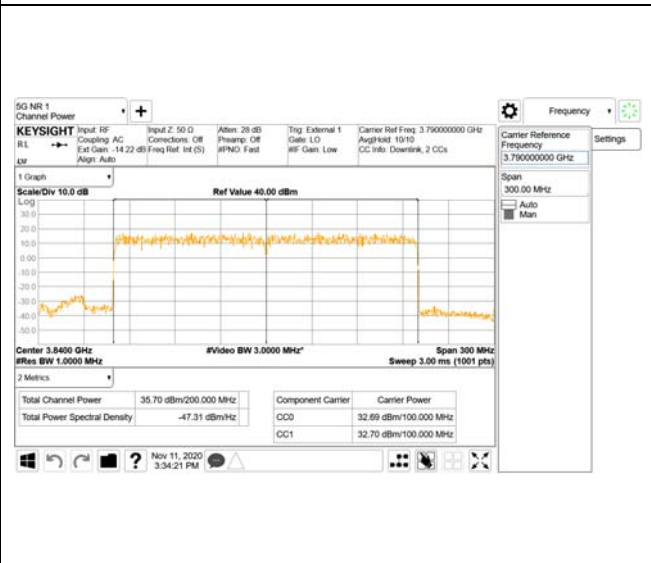 5G NR 1
Channel Power
+
Frequency
KEYSIGHT
Input: RF
Input Z: 50 Ω
Atten: 28 dB
Trig: External 1
Carrier Ref Freq: 3.790000000 GHz
RL
Coupling: AC
Corrections: Off
Preamp: Off
Gate: LO
Avg|Hold: 10/10
Ext Gain: -14.22 dB
Freq Ref: Int (S)
#PNO: Fast
#IF Gain: Low
CC Info: Downlink, 2 CCs
Align: Auto
Carrier Reference
Frequency
3.790000000 GHz
Settings
Span
300.00 MHz
Auto
Man
1 Graph
Scale/Div 10.0 dB
Ref Value 40.00 dBm
Log
30.0
20.0
10.0
0.00
-10.0
-20.0
-30.0
-40.0
-50.0
Center 3.8400 GHz
#Video BW 3.0000 MHz*
Span 300 MHz
#Res BW 1.0000 MHz
Sweep 3.00 ms (1001 pts)
2 Metrics
Total Channel Power
35.70 dBm/200.000 MHz
Total Power Spectral Density
-47.31 dBm/Hz
Component Carrier
Carrier Power
CC0
32.69 dBm/100.000 MHz
CC1
32.70 dBm/100.000 MHz
?
Nov 11, 2020
3:34:21 PM